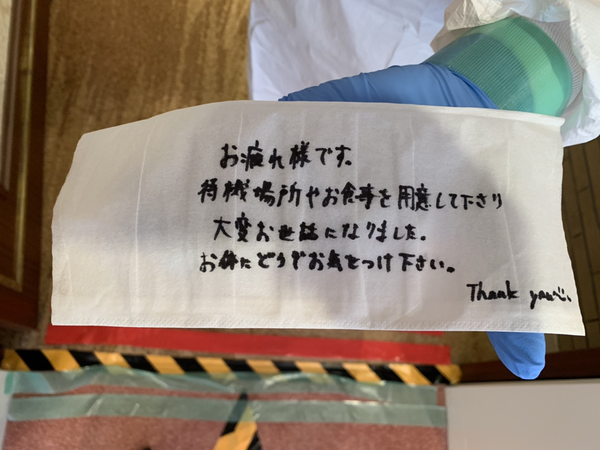 お疲れ様です。
待機場所やお食事を用意して下さり
大変お世話になりました。
お体にどうぞお気をつけ下さい。
Thank you